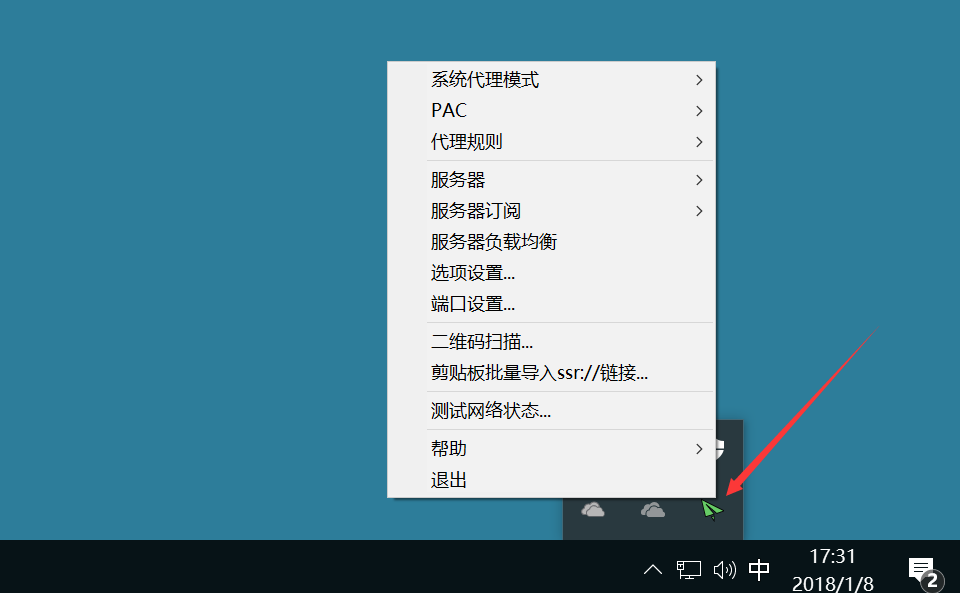 系统代理模式
PAC
代理规则
服务器
服务器订阅
服务器负载均衡
选项设置...
端口设置...
二维码扫描...
剪贴板批量导入ssr://链接...
测试网络状态...
帮助
退出
中
17:31
2018/1/8
2